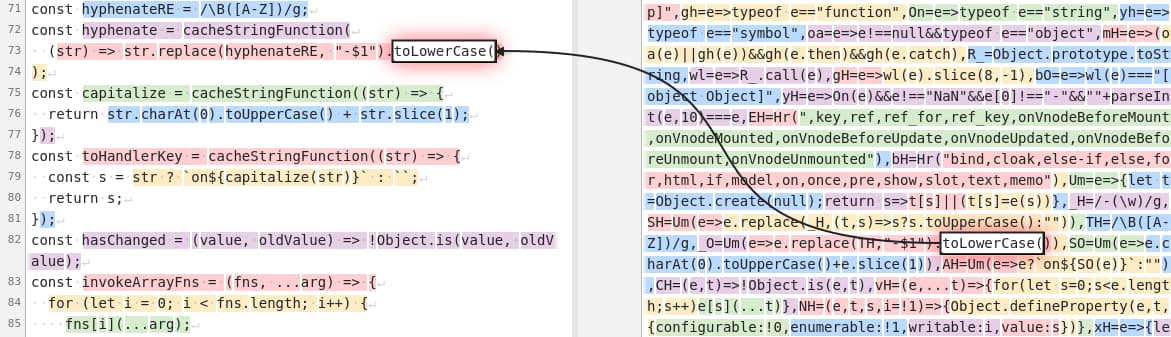 71 const hyphenateRE = /\B([A-Z])/g;↵
72 const hyphenate = cacheStringFunction(↵
73 ··(str) => str.replace(hyphenateRE, "-$1").toLowerCase(
74 );↵
75 const capitalize = cacheStringFunction((str) => {↵
76 ··return str.charAt(0).toUpperCase() + str.slice(1);↵
77 });↵
78 const toHandlerKey = cacheStringFunction((str) => {↵
79 ··const s = str ? `on${capitalize(str)}` : ``;↵
80 ··return s;↵
81 });↵
82 const hasChanged = (value, oldValue) => !Object.is(value, oldV
alue);↵
83 const invokeArrayFns = (fns, ...arg) => {↵
84 ··for (let i = 0; i < fns.length; i++) {↵
85 ····fns[i](...arg);↵
p]",gh=e=>typeof e=="function",On=e=>typeof e=="string",yh=e=>
typeof e=="symbol",oa=e=>e!==null&&typeof e=="object",mH=e=>(o
a(e)||gh(e))&&gh(e.then)&&gh(e.catch),R_=Object.prototype.toSt
ring,wl=e=>R_.call(e),gH=e=>wl(e).slice(8,-1),bO=e=>wl(e)==="[
object Object]",yH=e=>On(e)&&e!=="NaN"&&e[0]!=="-"&&""+parseIn
t(e,10)===e,EH=Hr(",key,ref,ref_for,ref_key,onVnodeBeforeMount
,onVnodeMounted,onVnodeBeforeUpdate,onVnodeUpdated,onVnodeBefo
reUnmount,onVnodeUnmounted"),bH=Hr("bind,cloak,else-if,else,fo
r,html,if,model,on,once,pre,show,slot,text,memo"),Um=e=>{let t
=Object.create(null);return s=>t[s]||(t[s]=e(s))},_H=/-(\w)/g,
SH=Um(e=>e.replace(_H,(t,s)=>s?s.toUpperCase():"")),TH=/\B([A-
Z])/g,_O=Um(e=>e.replace(TH,"-$1").toLowerCase()),SO=Um(e=>e.c
harAt(0).toUpperCase()+e.slice(1)),AH=Um(e=>e?`on${SO(e)}`:"")
,CH=(e,t)=>!Object.is(e,t),vH=(e,...t)=>{for(let s=0;s<e.lengt
h;s++)e[s](...t)},NH=(e,t,s,i=!1)=>{Object.defineProperty(e,t,
{configurable:!0,enumerable:!1,writable:i,value:s})},xH=e=>{le